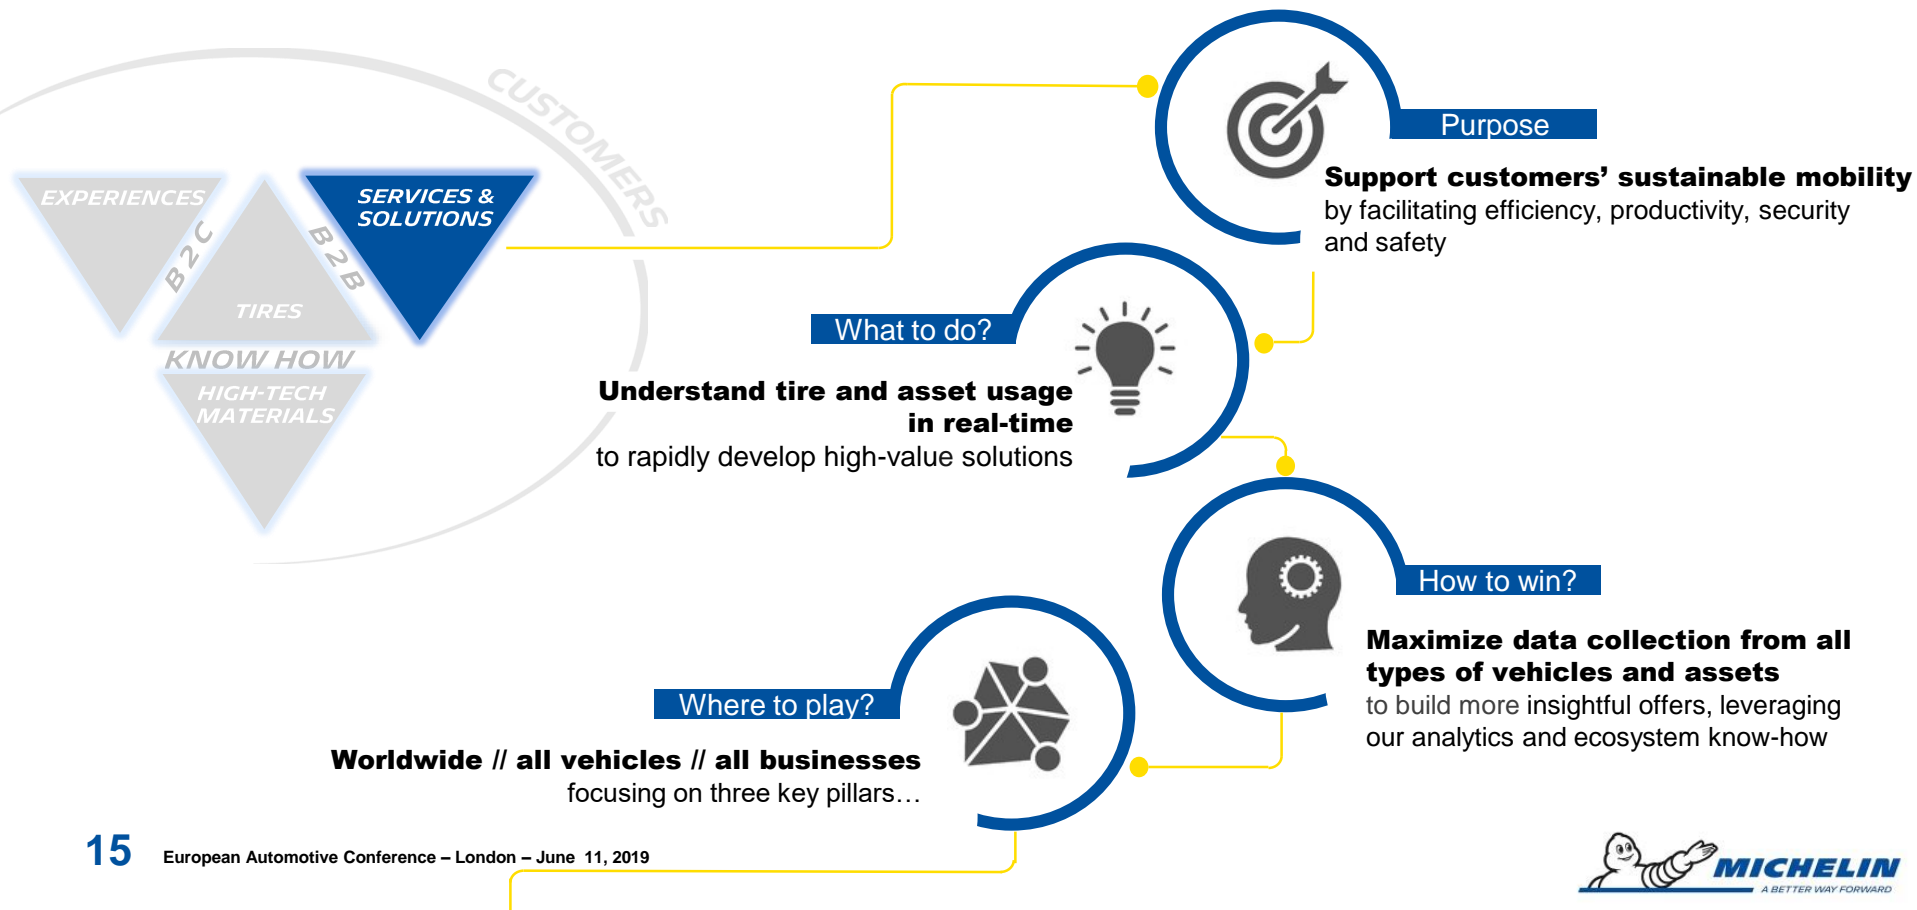 CUSTOMERS
EXPERIENCES
B2C
B2B
SERVICES &
SOLUTIONS
TIRES
KNOW HOW
HIGH-TECH
MATERIALS
Purpose
Support customers’ sustainable mobility
by facilitating efficiency, productivity, security
and safety
What to do?
Understand tire and asset usage
in real-time
to rapidly develop high-value solutions
How to win?
Maximize data collection from all
types of vehicles and assets
to build more insightful offers, leveraging
our analytics and ecosystem know-how
Where to play?
Worldwide // all vehicles // all businesses
focusing on three key pillars…
15
European Automotive Conference – London – June 11, 2019
MICHELIN
A BETTER WAY FORWARD